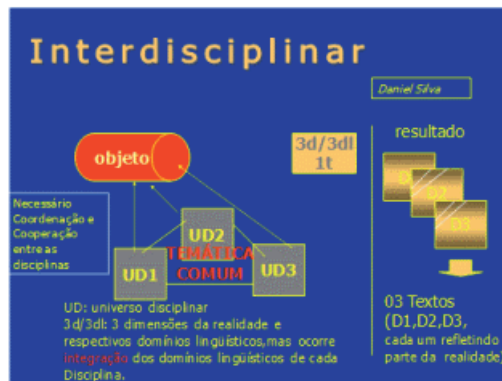 Interdisciplinar
Daniel Silva
objeto
3d/3dl
1t
resultado
D2
D3
Necessário
Coordenação e
Cooperação
entre as
disciplinas
UD2
TEMÁTICA
COMUM
UD1
UD3
UD: universo disciplinar
3d/3dl: 3 dimensões da realidade e
respectivos domínios lingüísticos,mas ocorre
integração dos domínios lingüísticos de cada
Disciplina.
03 Textos
(D1,D2,D3,
cada um refletindo
parte da realidade